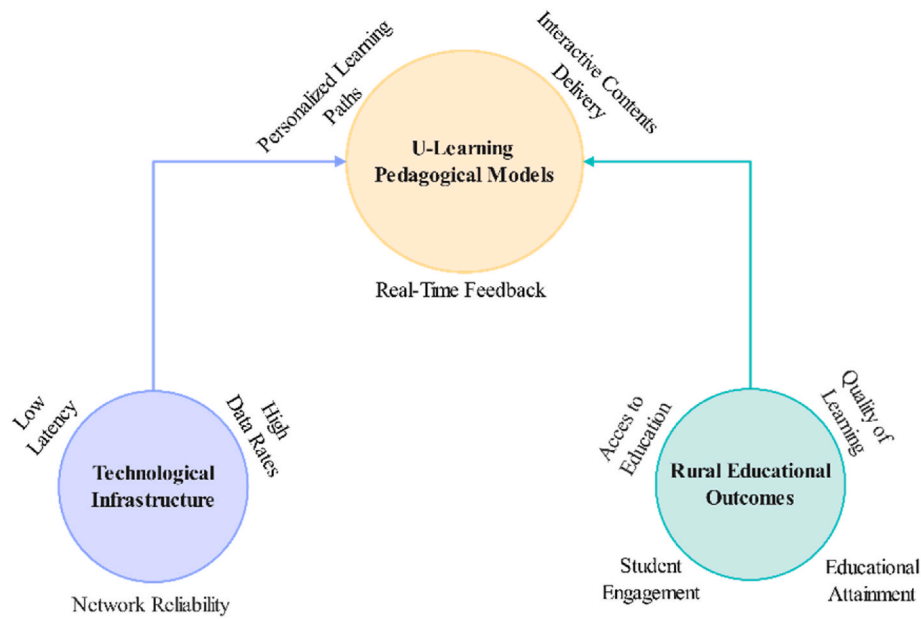 Personalized Learning
Paths
Interactive Contents
Delivery
U-Learning
Pedagogical Models
Real-Time Feedback
Low
Latency
High
Data Rates
Technological
Infrastructure
Network Reliability
Acces to
Education
Quality of
Learning
Rural Educational
Outcomes
Student
Engagement
Educational
Attainment